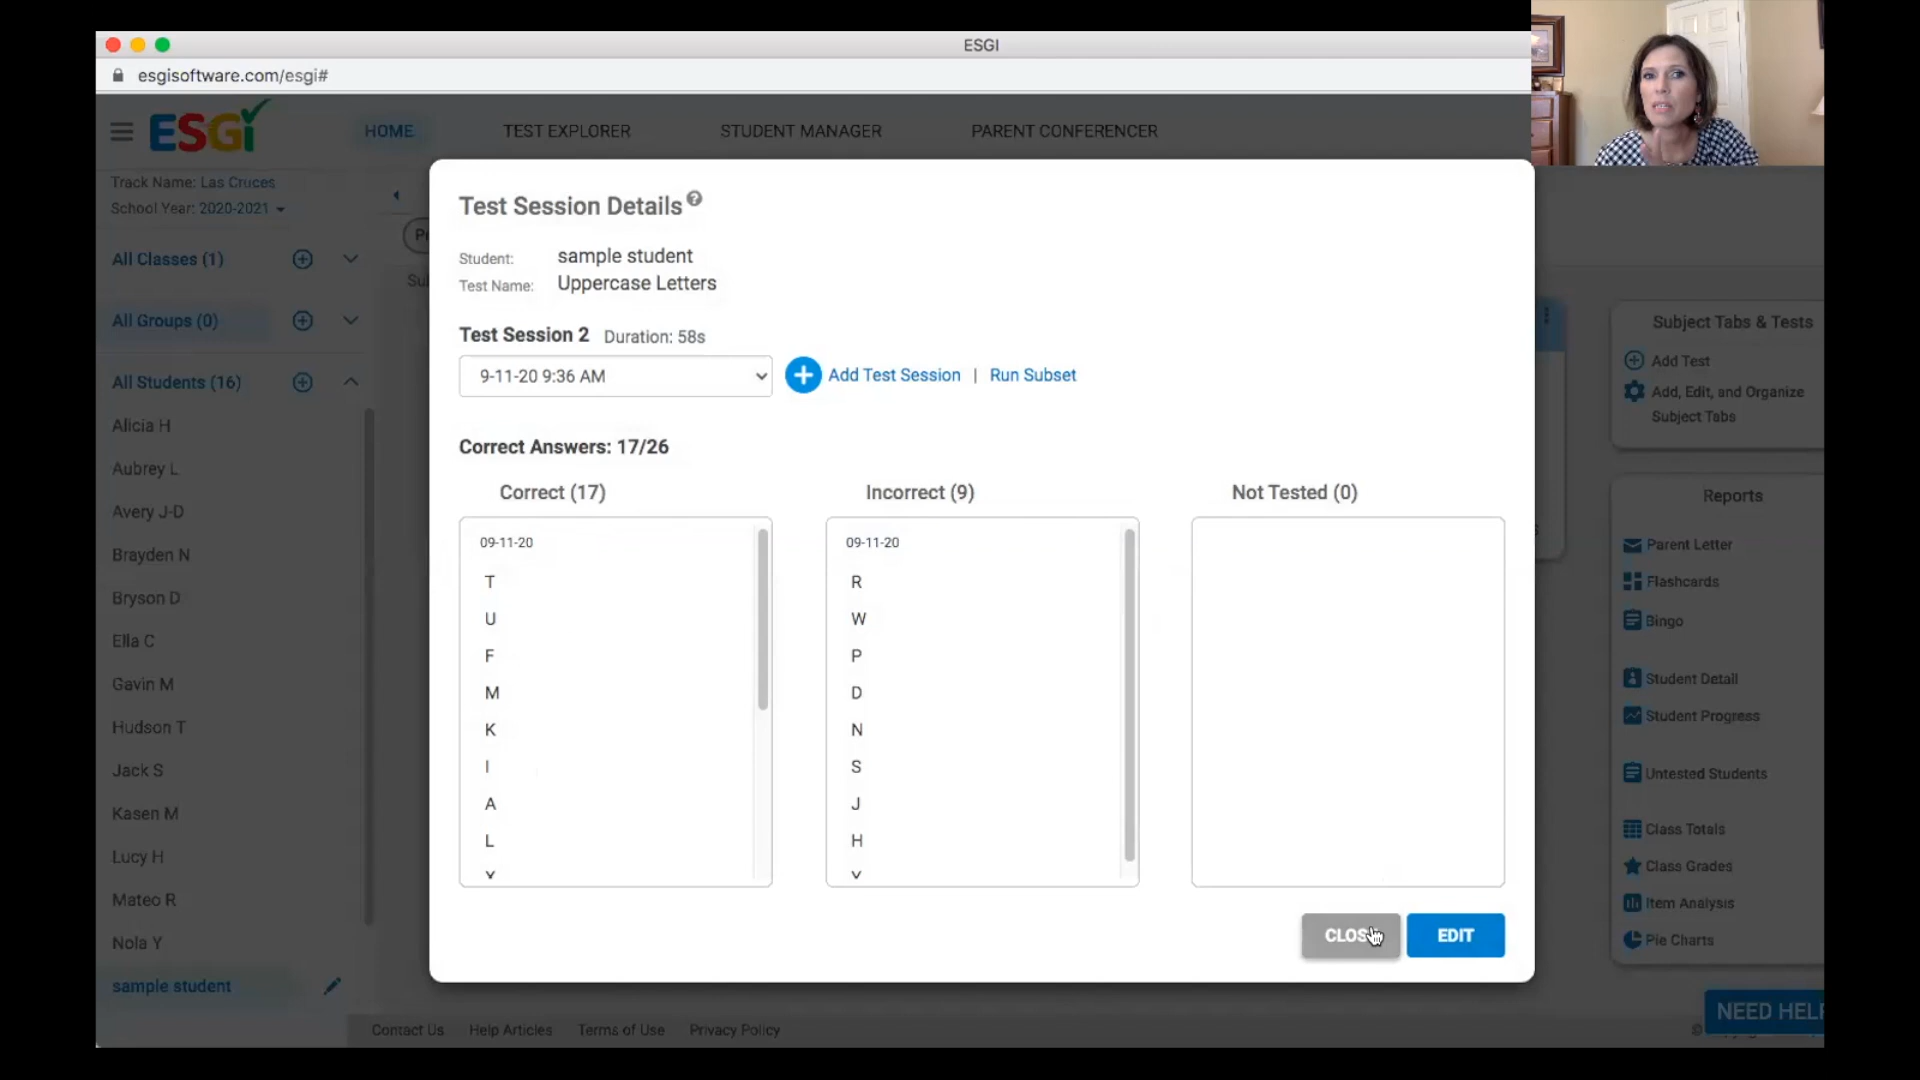 ESGI
esgisoftware.com/esgi#
ESGI
HOME
TEST EXPLORER
STUDENT MANAGER
PARENT CONFERENCER
Track Name: Las Cruces
School Year: 2020-2021
All Classes (1)
All Groups (0)
All Students (16)
Alicia H
Aubrey L
Avery J-D
Brayden N
Bryson D
Ella C
Gavin M
Hudson T
Jack S
Kasen M
Lucy H
Mateo R
Nola Y
sample student
Test Session Details
Student: sample student
Test Name: Uppercase Letters
Test Session 2 Duration: 58s
9-11-20 9:36 AM
Add Test Session | Run Subset
Correct Answers: 17/26
Correct (17)
09-11-20
T
U
F
M
K
I
A
L
Incorrect (9)
09-11-20
R
W
P
D
N
S
J
H
Not Tested (0)
EDIT
Subject Tabs & Tests
Add Test
Add, Edit, and Organize
Subject Tabs
Reports
Parent Letter
Flashcards
Bingo
Student Detail
Student Progress
Untested Students
Class Totals
Class Grades
Item Analysis
Pie Charts
NEED
Contact Us
Help Articles
Terms of Use
Privacy Policy